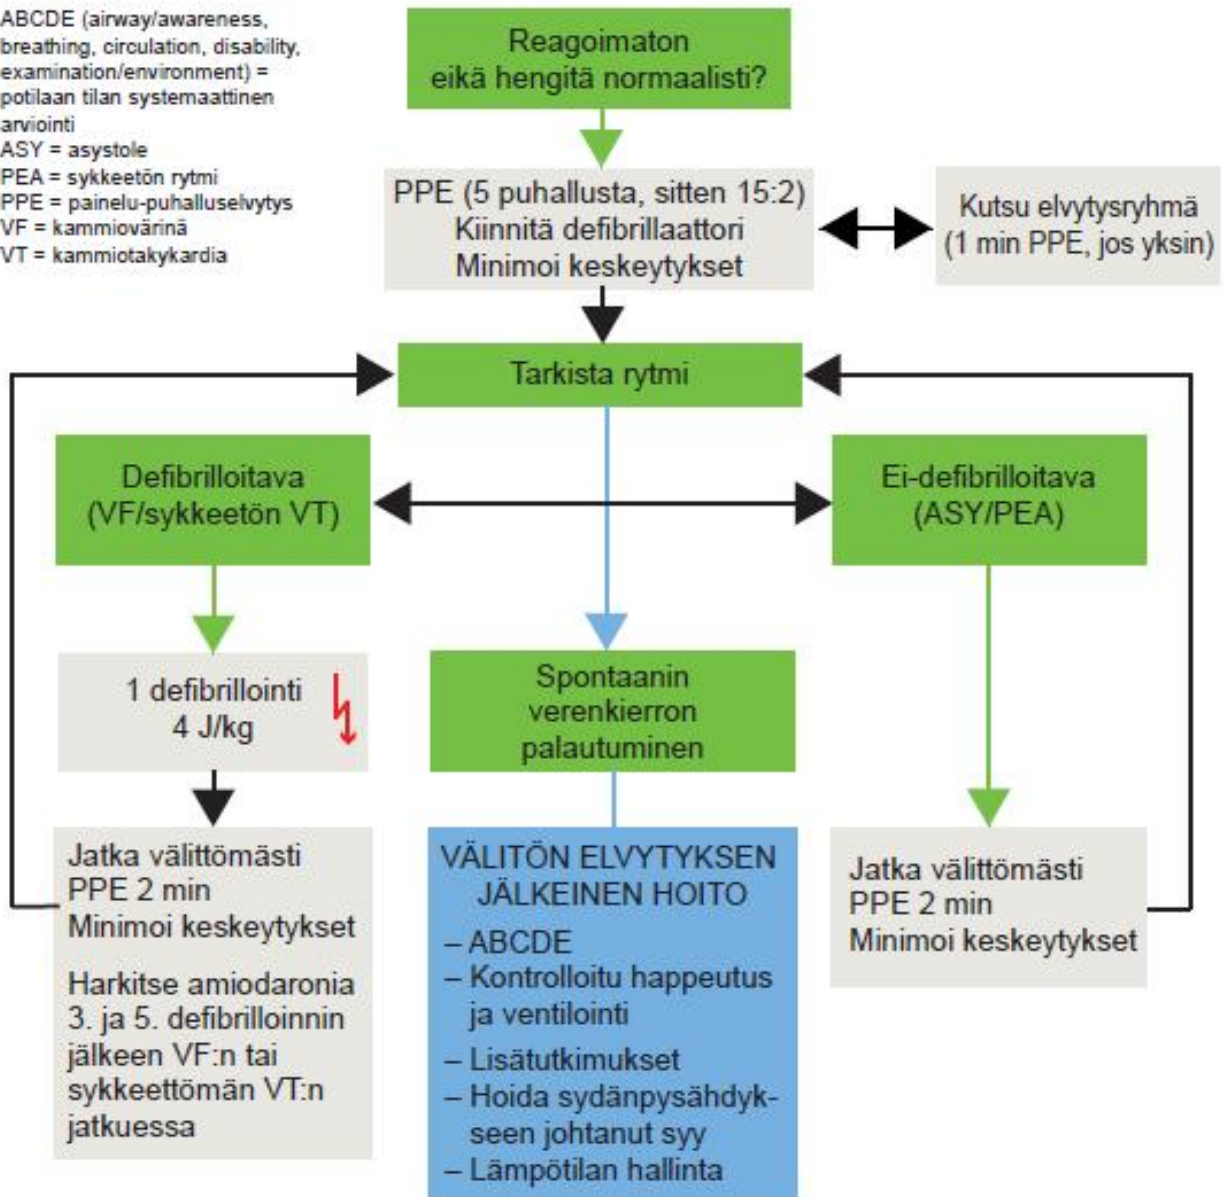 ABCDE (airway/awareness,
breathing, circulation, disability,
examination/environment) =
potilaan tilan systemaattinen
arviointi
ASY = asystole
PEA = sykkeetön rytmi
PPE = painelu-puhalluselvytys
VF = kammiovärinä
VT = kammiotakykardia
Reagoimaton
eikä hengitä normaalisti?
PPE (5 puhallusta, sitten 15:2)
Kiinnitä defibrillaattori
Minimoi keskeytykset
Kutsu elvytysryhmä
(1 min PPE, jos yksin)
Tarkista rytmi
Defibrilloitava
(VF/sykkeetön VT)
Ei-defibrilloitava
(ASY/PEA)
1 defibrillointi
4 J/kg
Spontaanin
verenkierron
palautuminen
Jatka välittömästi
PPE 2 min
Minimoi keskeytykset
Harkitse amiodaronia
3. ja 5. defibrilloinnin
jälkeen VF:n tai
sykkeettömän VT:n
jatkuessa
VÄLITÖN ELVYTYKSEN
JÄLKEINEN HOITO
– ABCDE
– Kontrolloitu happeutus
ja ventilointi
– Lisätutkimukset
– Hoida sydänpysähdyk-
seen johtanut syy
– Lämpötilan hallinta
Jatka välittömästi
PPE 2 min
Minimoi keskeytykset